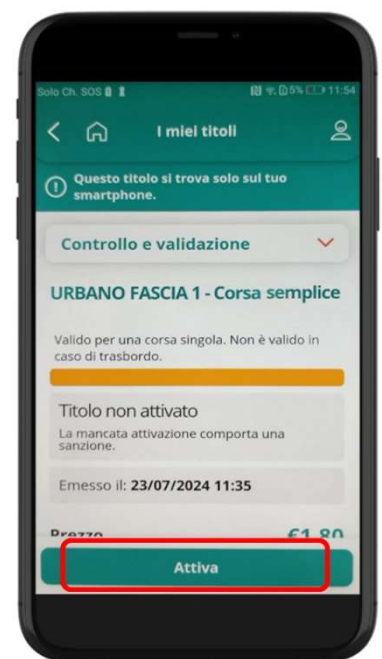 Solo Ch. SOS 5% 11:54
I miei titoli
Questo titolo si trova solo sul tuo
smartphone.
Controllo e validazione
URBANO FASCIA 1 - Corsa semplice
Valido per una corsa singola. Non è valido in
caso di trasbordo.
Titolo non attivato
La mancata attivazione comporta una
sanzione.
Emesso il: 23/07/2024 11:35
Prezzo €1,80
Attiva